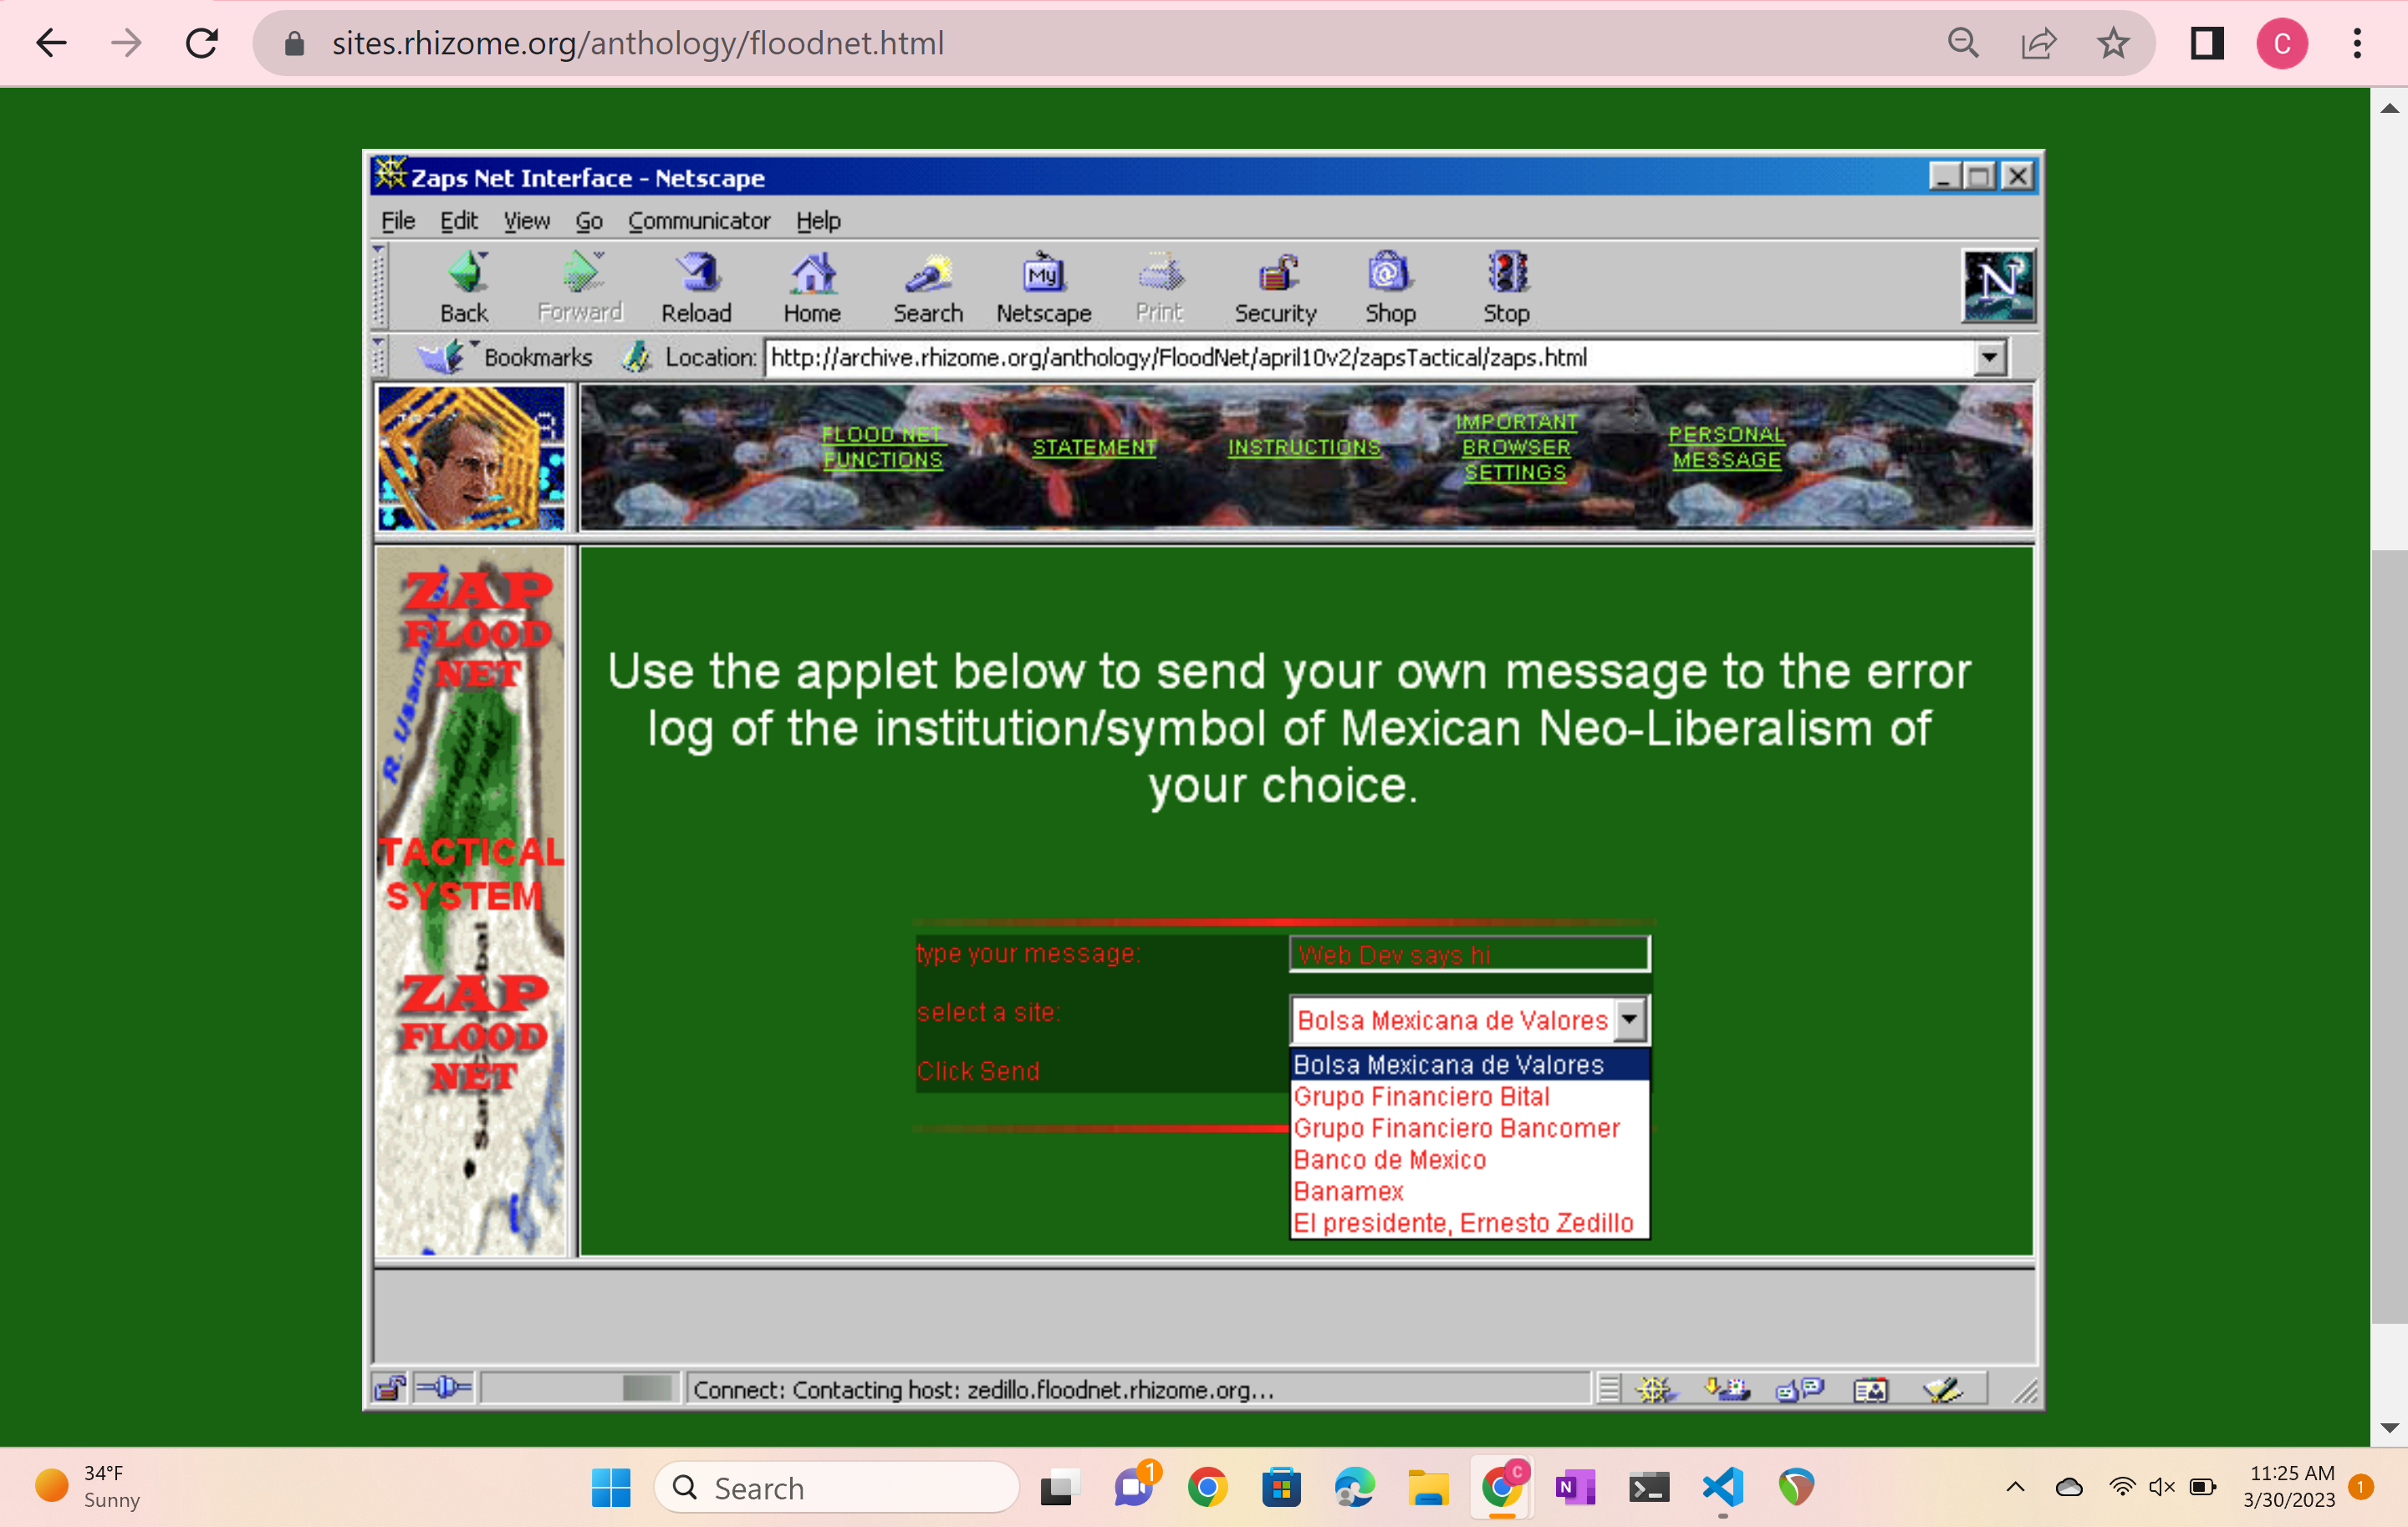 sites.rhizome.org/anthology/floodnet.html
C
Zaps Net Interface - Netscape
File Edit View Go Communicator Help
My
N
Back Forward Reload Home Search Netscape Print Security Shop Stop
Bookmarks Location: http://archive.rhizome.org/anthology/FloodNet/april10v2/zapsTactical/zaps.html
FLOOD NET FUNCTIONS
STATEMENT
INSTRUCTIONS
IMPORTANT
BROWSER
SETTINGS
PERSONAL
MESSAGE
ZAP
FLOOD
NET
TACTICAL
SYSTEM
ZAP
FLOOD
NET
Use the applet below to send your own message to the error
log of the institution/symbol of Mexican Neo-Liberalism of
your choice.
type your message: Web Dev says hi
select a site: Bolsa Mexicana de Valores
Click Send
Bolsa Mexicana de Valores
Grupo Financiero Bital
Grupo Financiero Bancomer
Banco de Mexico
Banamex
El presidente, Ernesto Zedillo
Connect: Contacting host: zedillo.floodnet.rhizome.org...
34°F
Sunny
Search
1
C
N
11:25 AM
3/30/2023
1